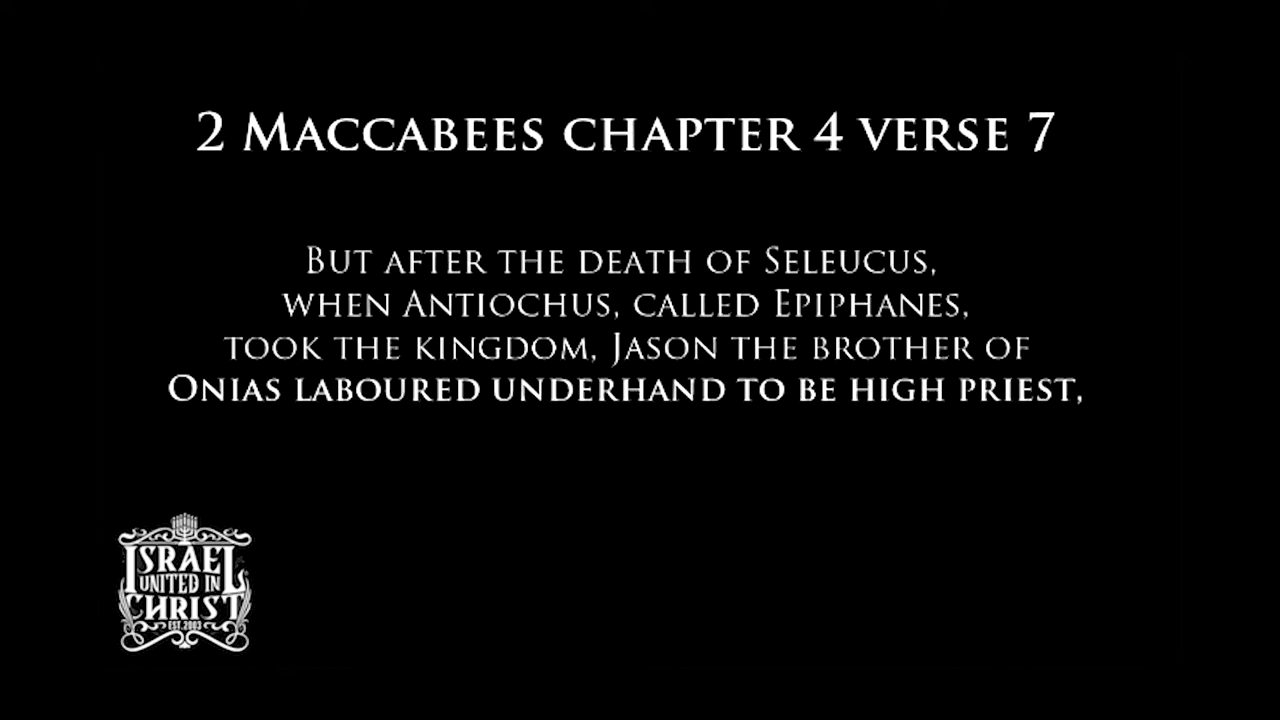 2 Maccabees chapter 4 verse 7
But after the death of Seleucus,
when Antiochus, called Epiphanes,
took the kingdom, Jason the brother of
Onias laboured underhand to be high priest,
Israel
United in
Christ
Est. 2003